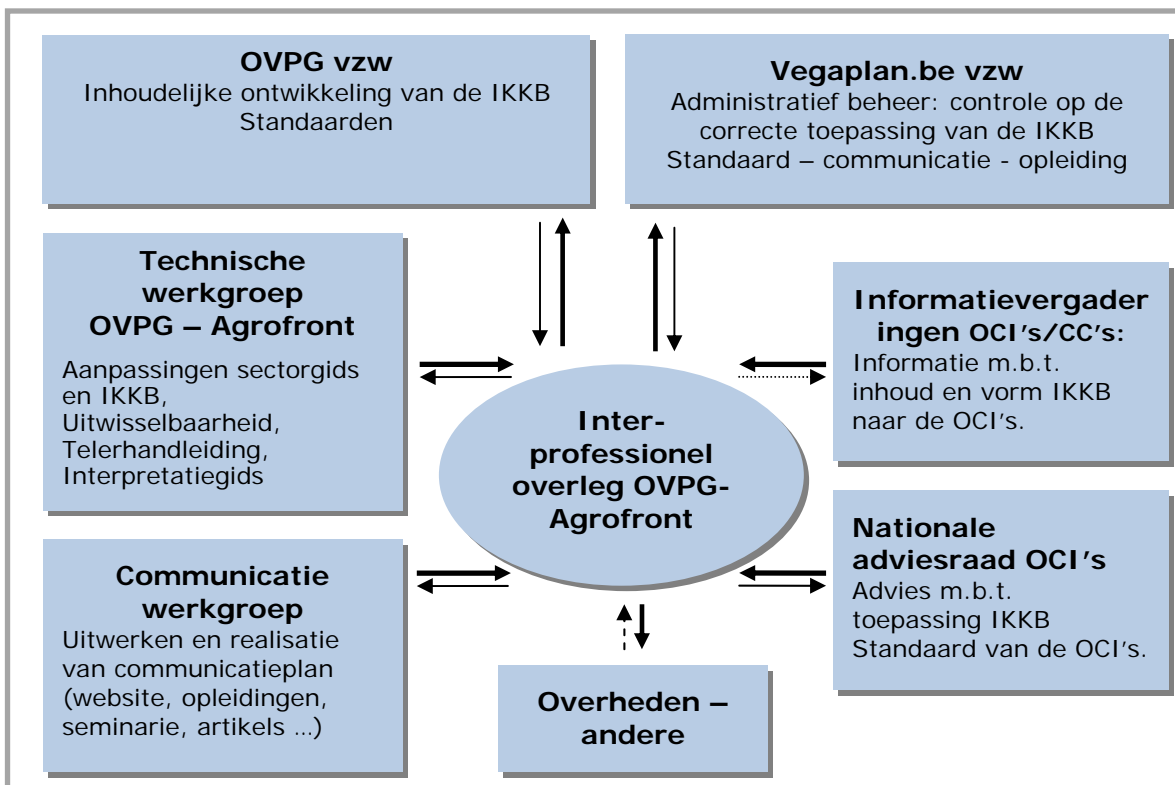 OVPG vzw
Inhoudelijke ontwikkeling van de IKKB
Standaarden
Vegaplan.be vzw
Administratief beheer: controle op de
correcte toepassing van de IKKB
Standaard – communicatie - opleiding
Technische
werkgroep
OVPG – Agrofront
Aanpassingen sectorgids
en IKKB,
Uitwisselbaarheid,
Telerhandleiding,
Interpretatiegids
Informatievergader
ingen OCI's/CC's:
Informatie m.b.t.
inhoud en vorm IKKB
naar de OCI's.
Inter-
professionel
overleg OVPG-
Agrofront
Communicatie
werkgroep
Uitwerken en realisatie
van communicatieplan
(website, opleidingen,
seminarie, artikels …)
Nationale
adviesraad OCI's
Advies m.b.t.
toepassing IKKB
Standaard van de OCI's.
Overheden –
andere